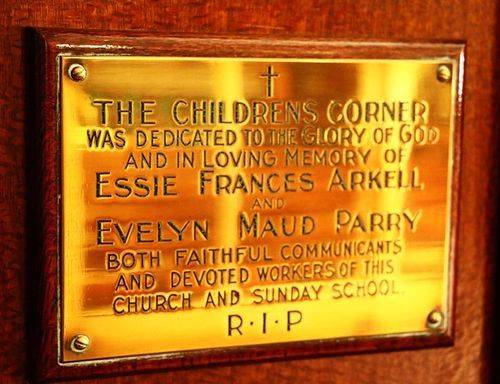 THE CHILDRENS CORNER
WAS DEDICATED TO THE GLORY OF GOD
AND IN LOVING MEMORY OF
ESSIE FRANCES ARKELL
AND
EVELYN MAUD PARRY
BOTH FAITHFUL COMMUNICANTS
AND DEVOTED WORKERS OF THIS
CHURCH AND SUNDAY SCHOOL.
R·I·P